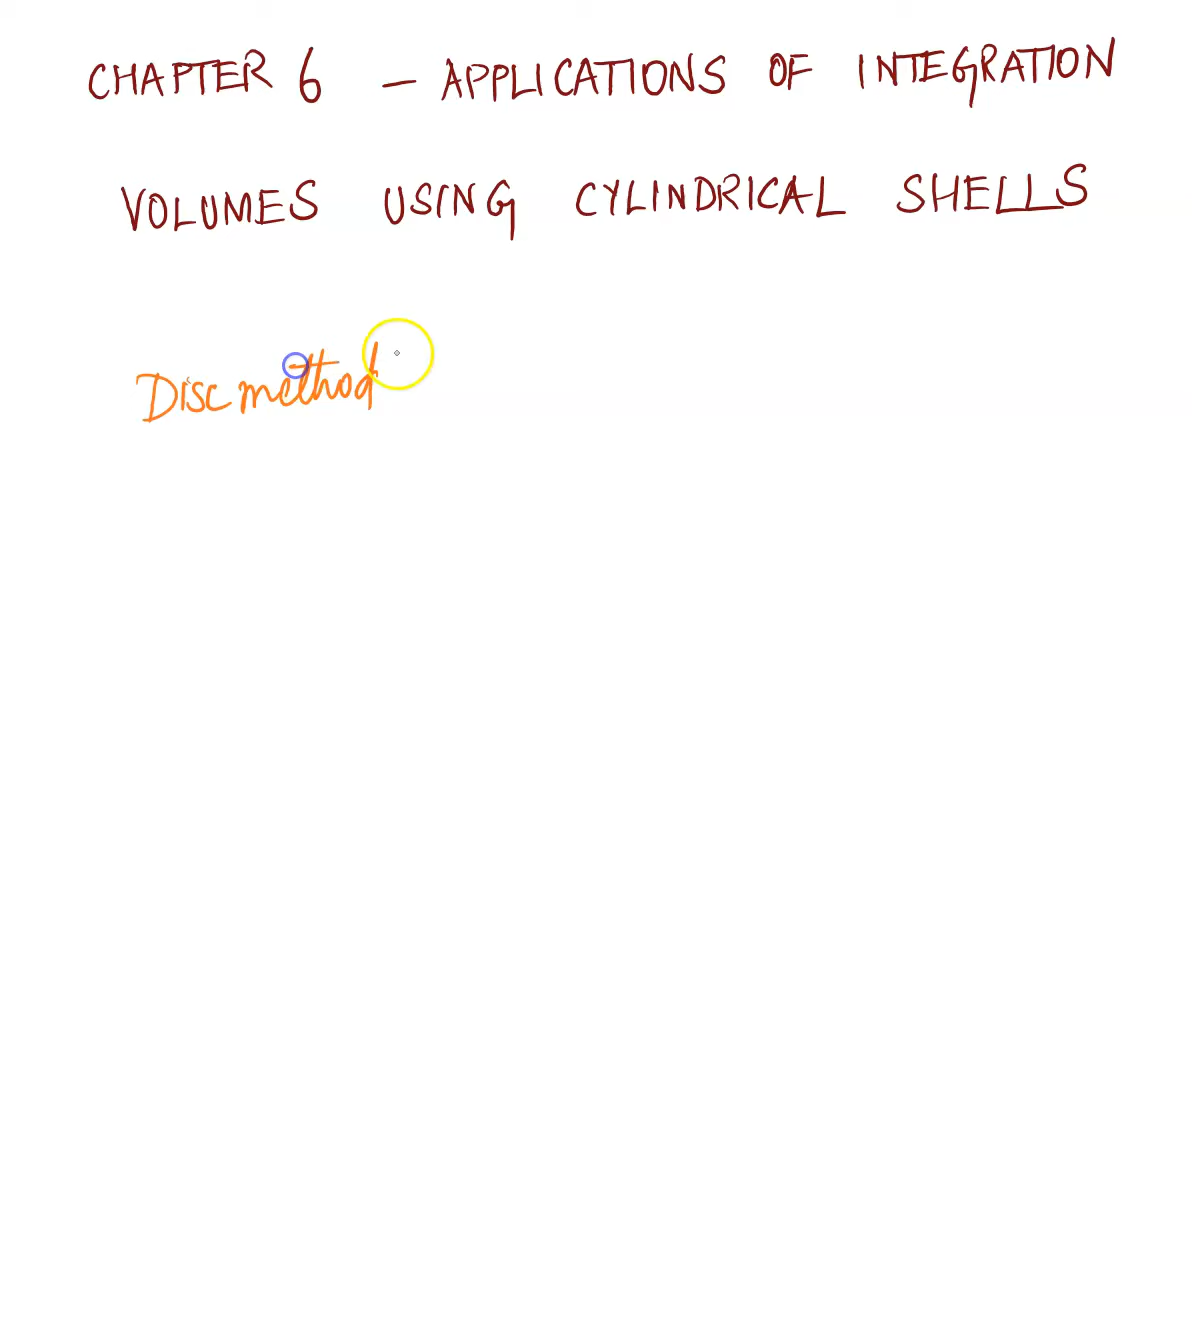 CHAPTER 6 - APPLICATIONS OF INTEGRATION
VOLUMES USING CYLINDRICAL SHELLS
Disc method